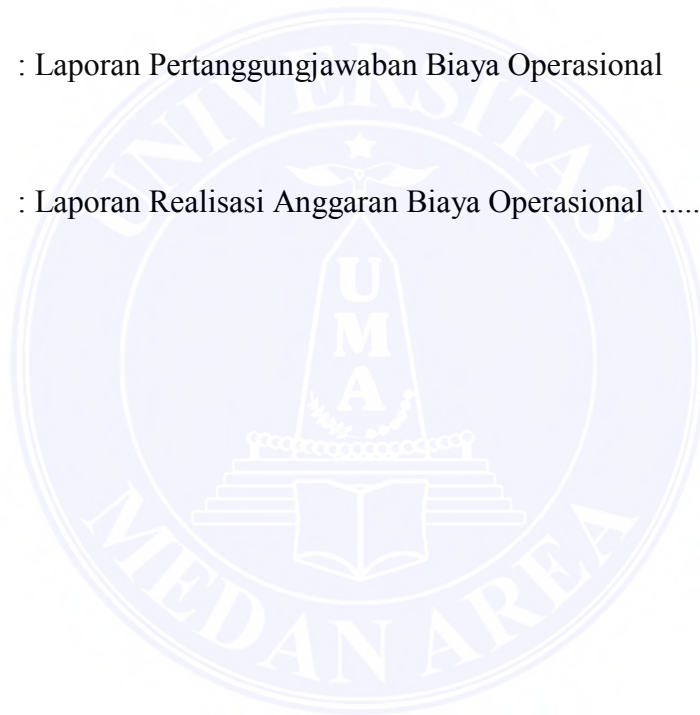 : Laporan Pertanggungjawaban Biaya Operasional
: Laporan Realisasi Anggaran Biaya Operasional .....
UNIVERSITAS
U
M
A
MEDAN AREA